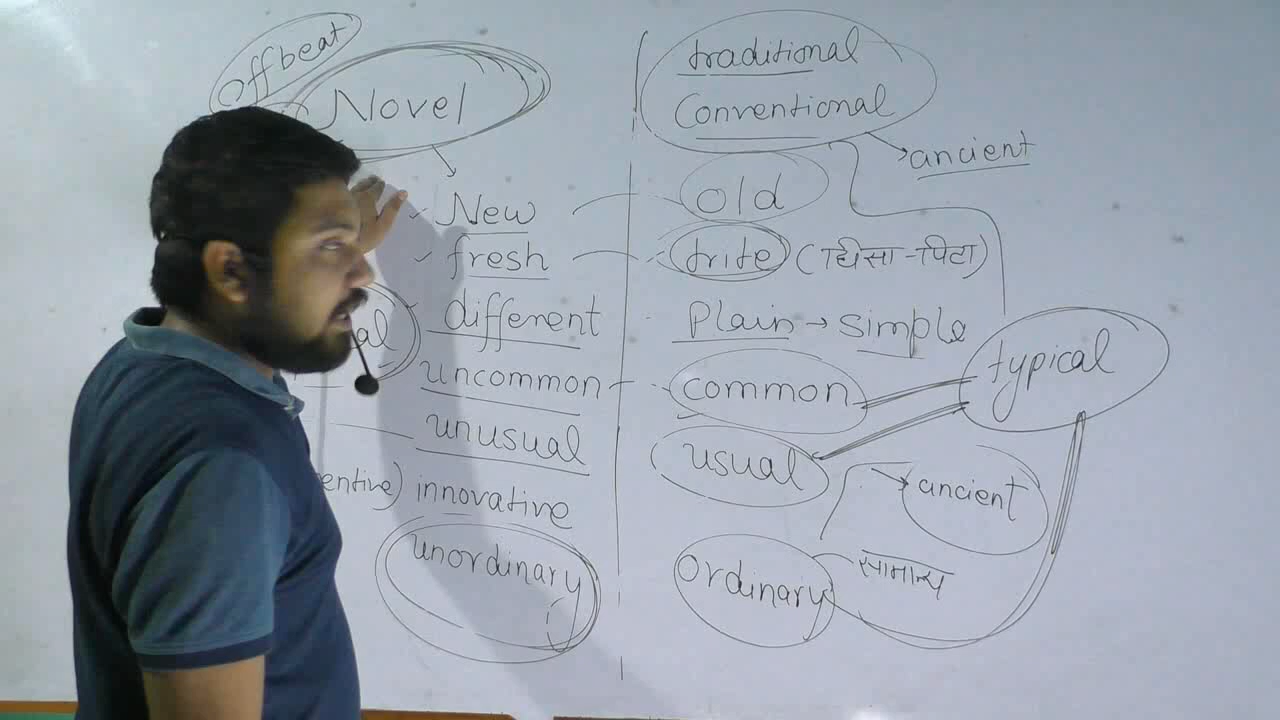 offbeat
Novel
New
fresh
different
uncommon
unusual
innovative
unordinary
traditional
Conventional
ancient
old
trite (घिसा-पिटा)
Plain → simple
common
typical
usual
ancient
ordinary
सामान्य